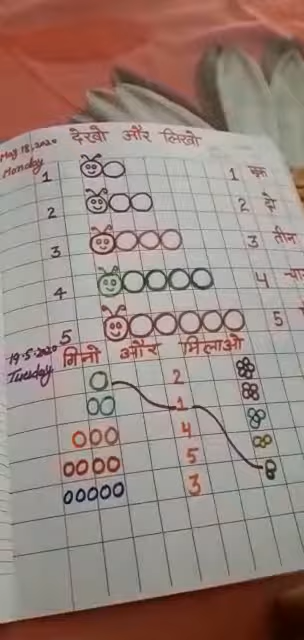 May 18, 2020 देखो और लिखो
Monday
1 1 एक
2 2 दो
3 3 तीन
4 4
5 5
19-5-2020 गिनो और मिलाओ
Tuesday
2
1
4
5
3